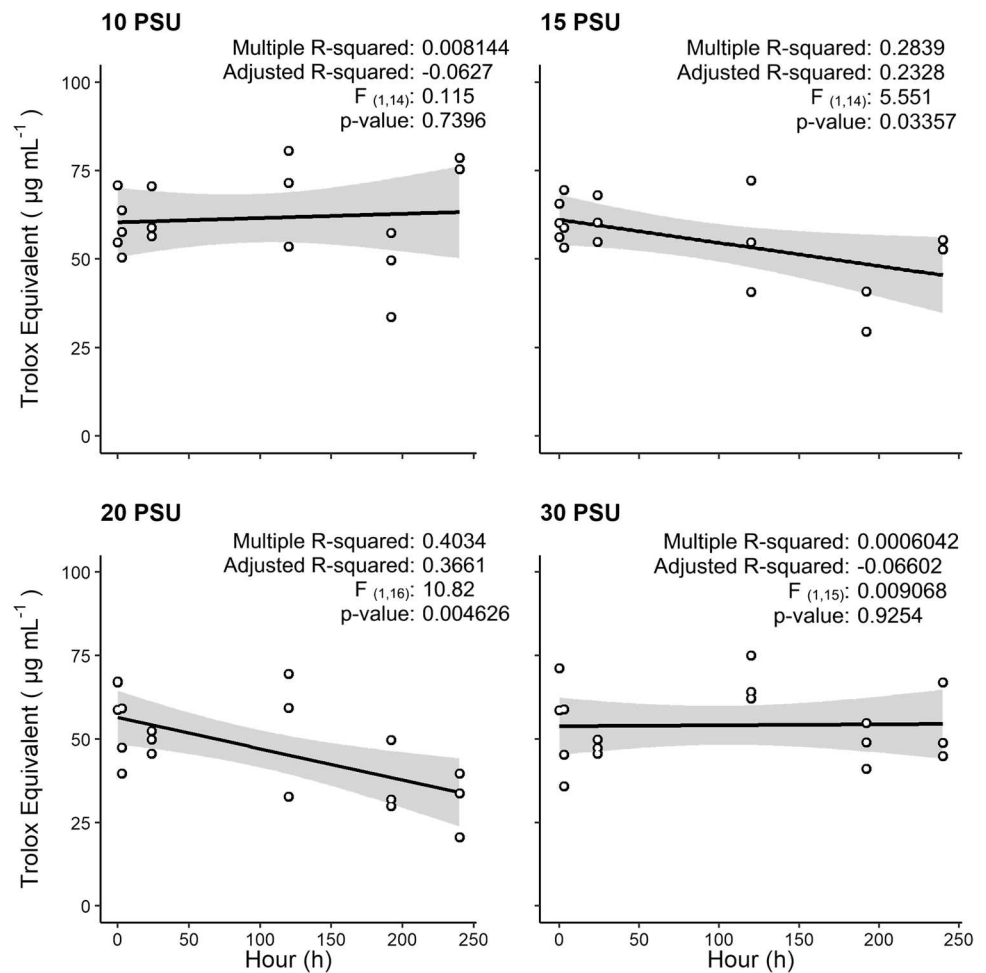 10 PSU
Multiple R-squared: 0.008144
Adjusted R-squared: -0.0627
F (1,14): 0.115
p-value: 0.7396
100
75
50
25
0
Trolox Equivalent ( µg mL⁻¹ )
15 PSU
Multiple R-squared: 0.2839
Adjusted R-squared: 0.2328
F (1,14): 5.551
p-value: 0.03357
20 PSU
Multiple R-squared: 0.4034
Adjusted R-squared: 0.3661
F (1,16): 10.82
p-value: 0.004626
100
75
50
25
0
Trolox Equivalent ( µg mL⁻¹ )
0 50 100 150 200 250
Hour (h)
30 PSU
Multiple R-squared: 0.0006042
Adjusted R-squared: -0.06602
F (1,15): 0.009068
p-value: 0.9254
0 50 100 150 200 250
Hour (h)